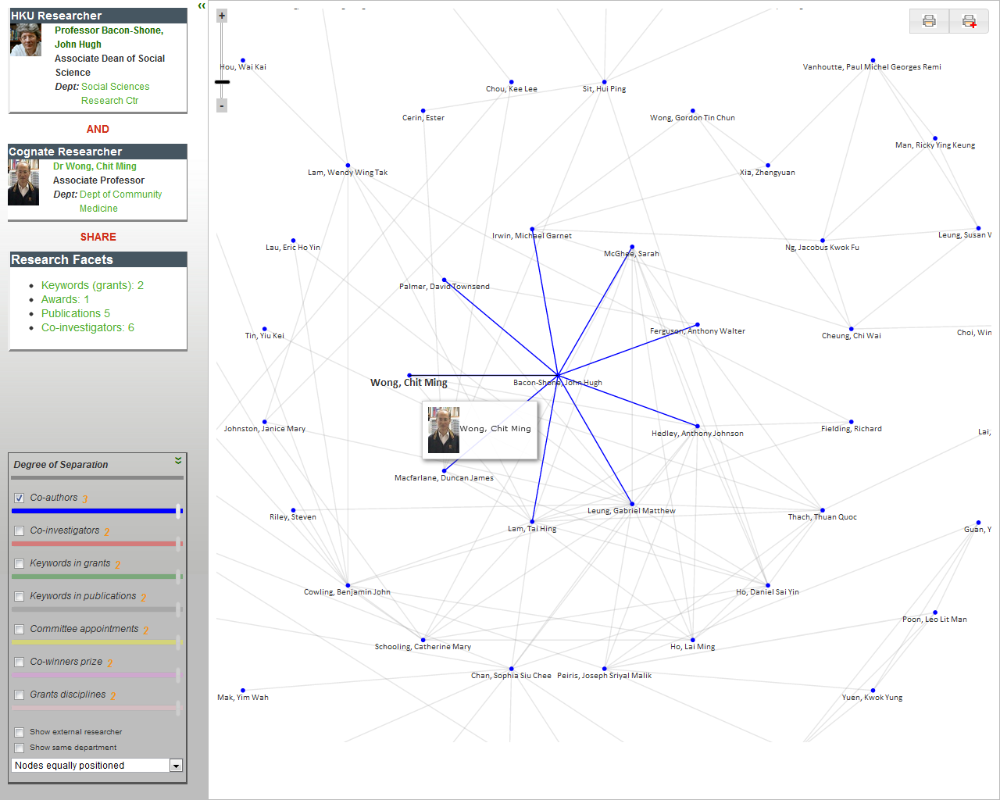 HKU Researcher
Professor Bacon-Shone,
John Hugh
Associate Dean of Social
Science
Dept: Social Sciences
Research Ctr
AND
Cognate Researcher
Dr Wong, Chit Ming
Associate Professor
Dept: Dept of Community
Medicine
SHARE
Research Facets
Keywords (grants): 2
Awards: 1
Publications 5
Co-investigators: 6
Degree of Separation
Co-authors 3
Co-investigators 2
Keywords in grants 2
Keywords in publications 2
Committee appointments 2
Co-winners prize 2
Grants disciplines 2
Show external researcher
Show same department
Nodes equally positioned
+
-
Hou, Wai Kai
Vanhoutte, Paul Michel Georges Remi
Chou, Kee Lee
Sit, Hui Ping
Cerin, Ester
Wong, Gordon Tin Chun
Man, Ricky Ying Keung
Lam, Wendy Wing Tak
Xia, Zhengyuan
Irwin, Michael Garnet
Leung, Susan W
Lau, Eric Ho Yin
McGhee, Sarah
Ng, Jacobus Kwok Fu
Palmer, David Townsend
Tin, Yiu Kei
Ferguson, Anthony Walter
Cheung, Chi Wai
Choi, Win
Wong, Chit Ming
Bacon-Shone, John Hugh
Wong, Chit Ming
Johnston, Janice Mary
Hedley, Anthony Johnson
Fielding, Richard
Lai,
Macfarlane, Duncan James
Riley, Steven
Leung, Gabriel Matthew
Thach, Thuan Quoc
Lam, Tai Hing
Guan, Y
Cowling, Benjamin John
Ho, Daniel Sai Yin
Poon, Leo Lit Man
Schooling, Catherine Mary
Ho, Lai Ming
Chan, Sophia Siu Chee
Peiris, Joseph Sriyal Malik
Mak, Yim Wah
Yuen, Kwok Yung